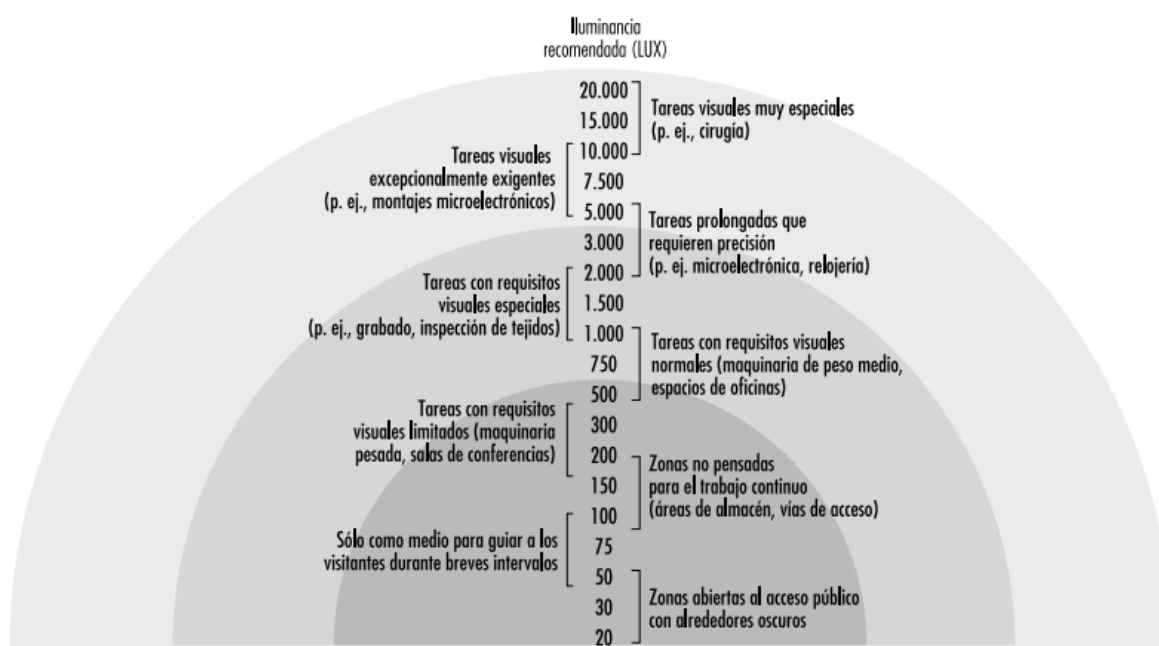 Iluminancia
recomendada (LUX)
20.000
15.000
10.000
7.500
5.000
3.000
2.000
1.500
1.000
750
500
300
200
150
100
75
50
30
20
Tareas visuales muy especiales
(p. ej., cirugía)
Tareas visuales
excepcionalmente exigentes
(p. ej., montajes microelectrónicos)
Tareas prolongadas que
requieren precisión
(p. ej. microelectrónica, relojería)
Tareas con requisitos
visuales especiales
(p. ej., grabado, inspección de tejidos)
Tareas con requisitos visuales
normales (maquinaria de peso medio,
espacios de oficinas)
Tareas con requisitos
visuales limitados (maquinaria
pesada, salas de conferencias)
Zonas no pensadas
para el trabajo continuo
(áreas de almacén, vías de acceso)
Sólo como medio para guiar a los
visitantes durante breves intervalos
Zonas abiertas al acceso público
con alrededores oscuros